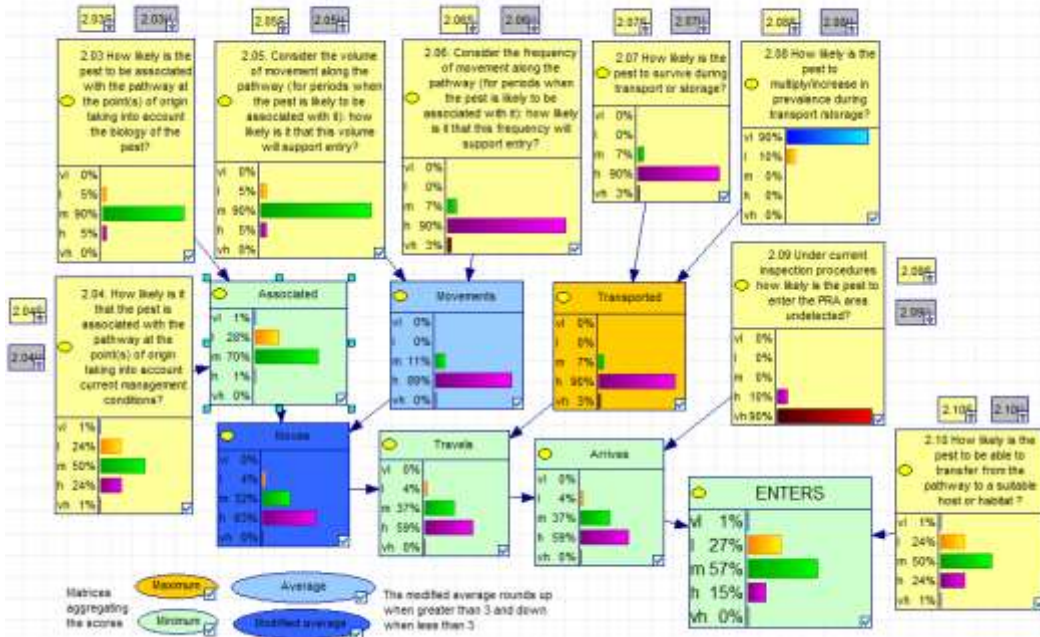 2.03S
2.03U
2.05S
2.05U
2.06S
2.06U
2.07S
2.07U
2.08S
2.08U
2.03 How likely is the
pest to be associated
with the pathway at
the point(s) of origin
taking into account
the biology of the
pest?
vl 0%
l 5%
m 90%
h 5%
vh 0%
2.05. Consider the volume
of movement along the
pathway (for periods when
the pest is likely to be
associated with it): how
likely is it that this volume
will support entry?
vl 0%
l 5%
m 90%
h 5%
vh 0%
2.06. Consider the frequency
of movement along the
pathway (for periods when
the pest is likely to be
associated with it): how
likely is it that this frequency
will support entry?
vl 0%
l 0%
m 7%
h 90%
vh 3%
2.07 How likely is the
pest to survive during
transport or storage?
vl 0%
l 0%
m 7%
h 90%
vh 3%
2.08 How likely is the
pest to
multiply/increase in
prevalence during
transport /storage?
vl 90%
l 10%
m 0%
h 0%
vh 0%
2.04S
2.04U
2.04. How likely is it
that the pest is
associated with the
pathway at the
point(s) of origin
taking into account
current management
conditions?
vl 1%
l 24%
m 50%
h 24%
vh 1%
Associated
vl 1%
l 28%
m 70%
h 1%
vh 0%
Movements
vl 0%
l 0%
m 11%
h 89%
vh 0%
Transported
vl 0%
l 0%
m 7%
h 90%
vh 3%
2.09 Under current
inspection procedures
how likely is the pest to
enter the PRA area
undetected?
vl 0%
l 0%
m 0%
h 10%
vh 90%
2.09U
Moves
vl 0%
l 4%
m 32%
h 63%
vh 0%
Travels
vl 0%
l 4%
m 37%
h 59%
vh 0%
Arrives
vl 0%
l 4%
m 37%
h 59%
vh 0%
ENTERS
vl 1%
l 27%
m 57%
h 15%
vh 0%
2.10S
2.10U
2.10 How likely is the
pest to be able to
transfer from the
pathway to a suitable
host or habitat ?
vl 1%
l 24%
m 50%
h 24%
vh 1%
Matrices
aggregating
the scores
Maximum
Average
Minimum
Modified average
The modified average rounds up
when greater than 3 and down
when less than 3